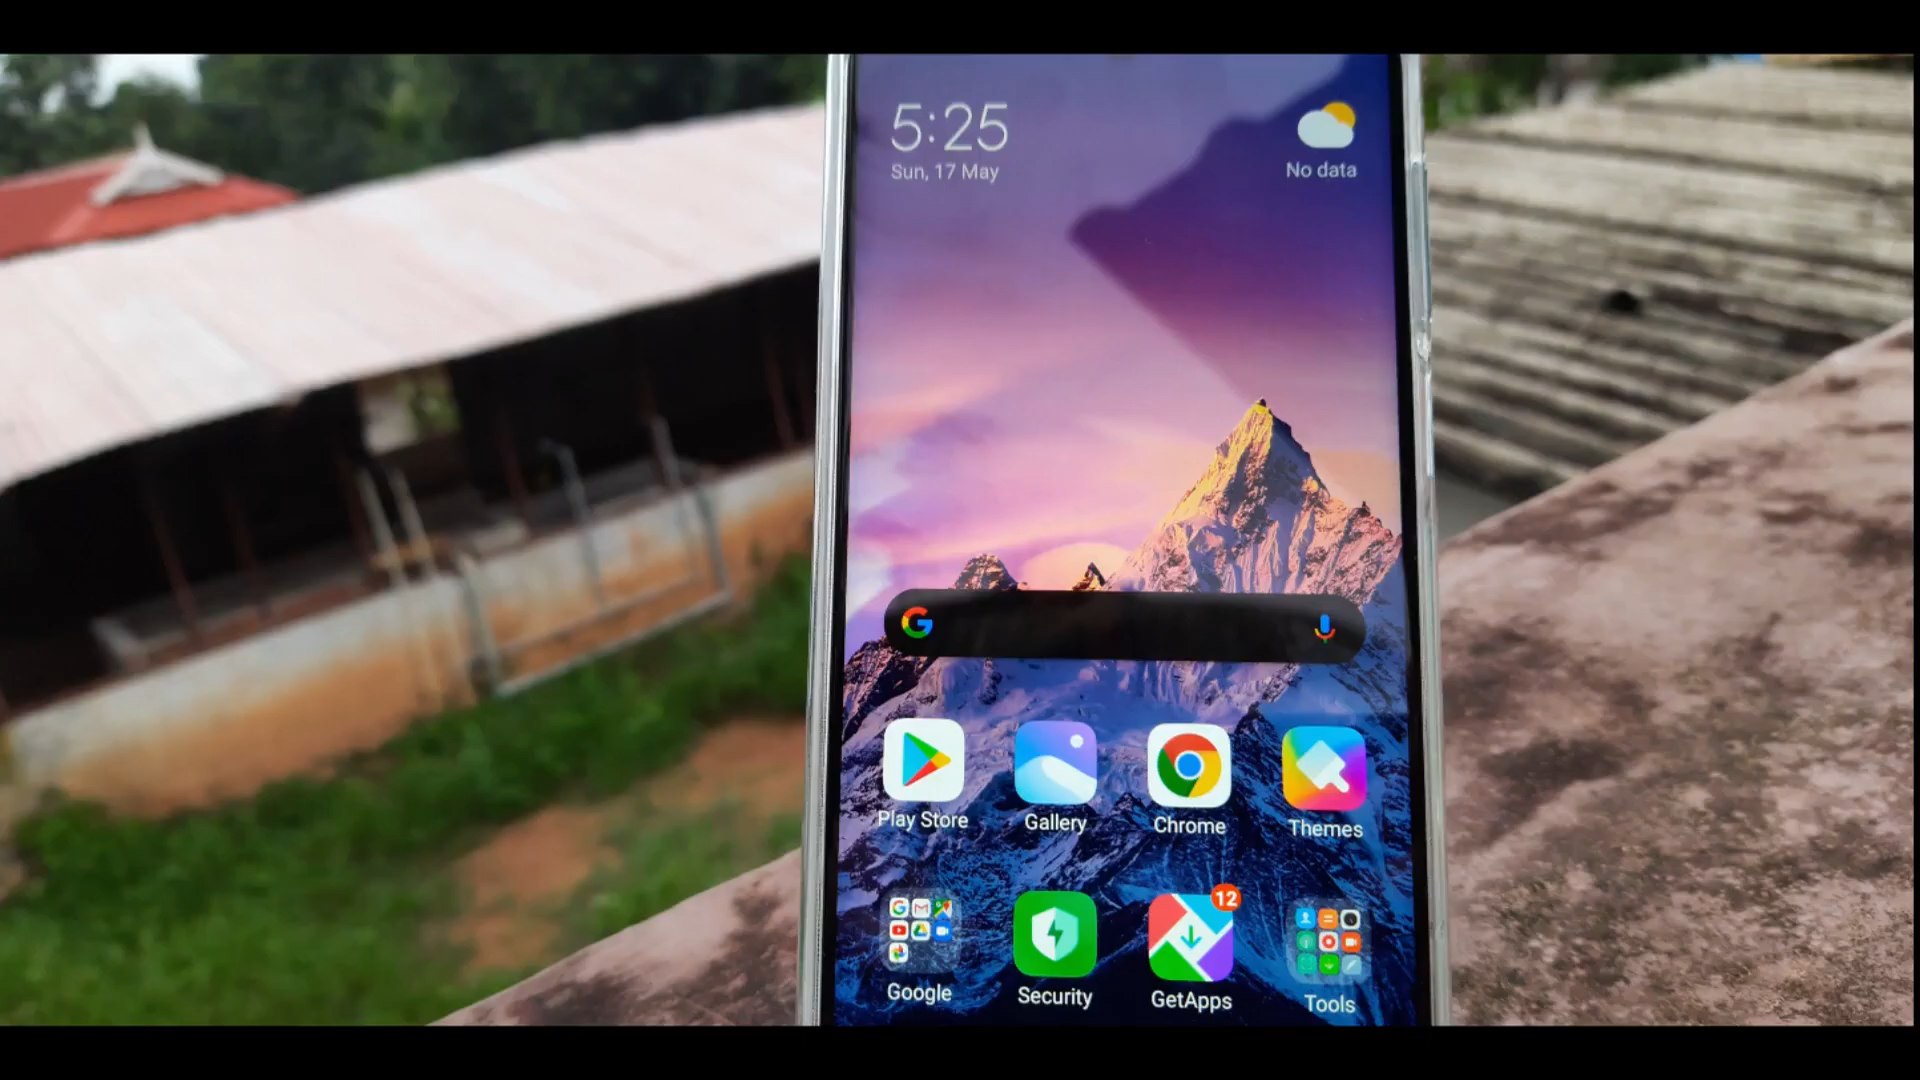 5:25
Sun, 17 May
No data
Play Store
Gallery
Chrome
Themes
12
Google
Security
GetApps
Tools